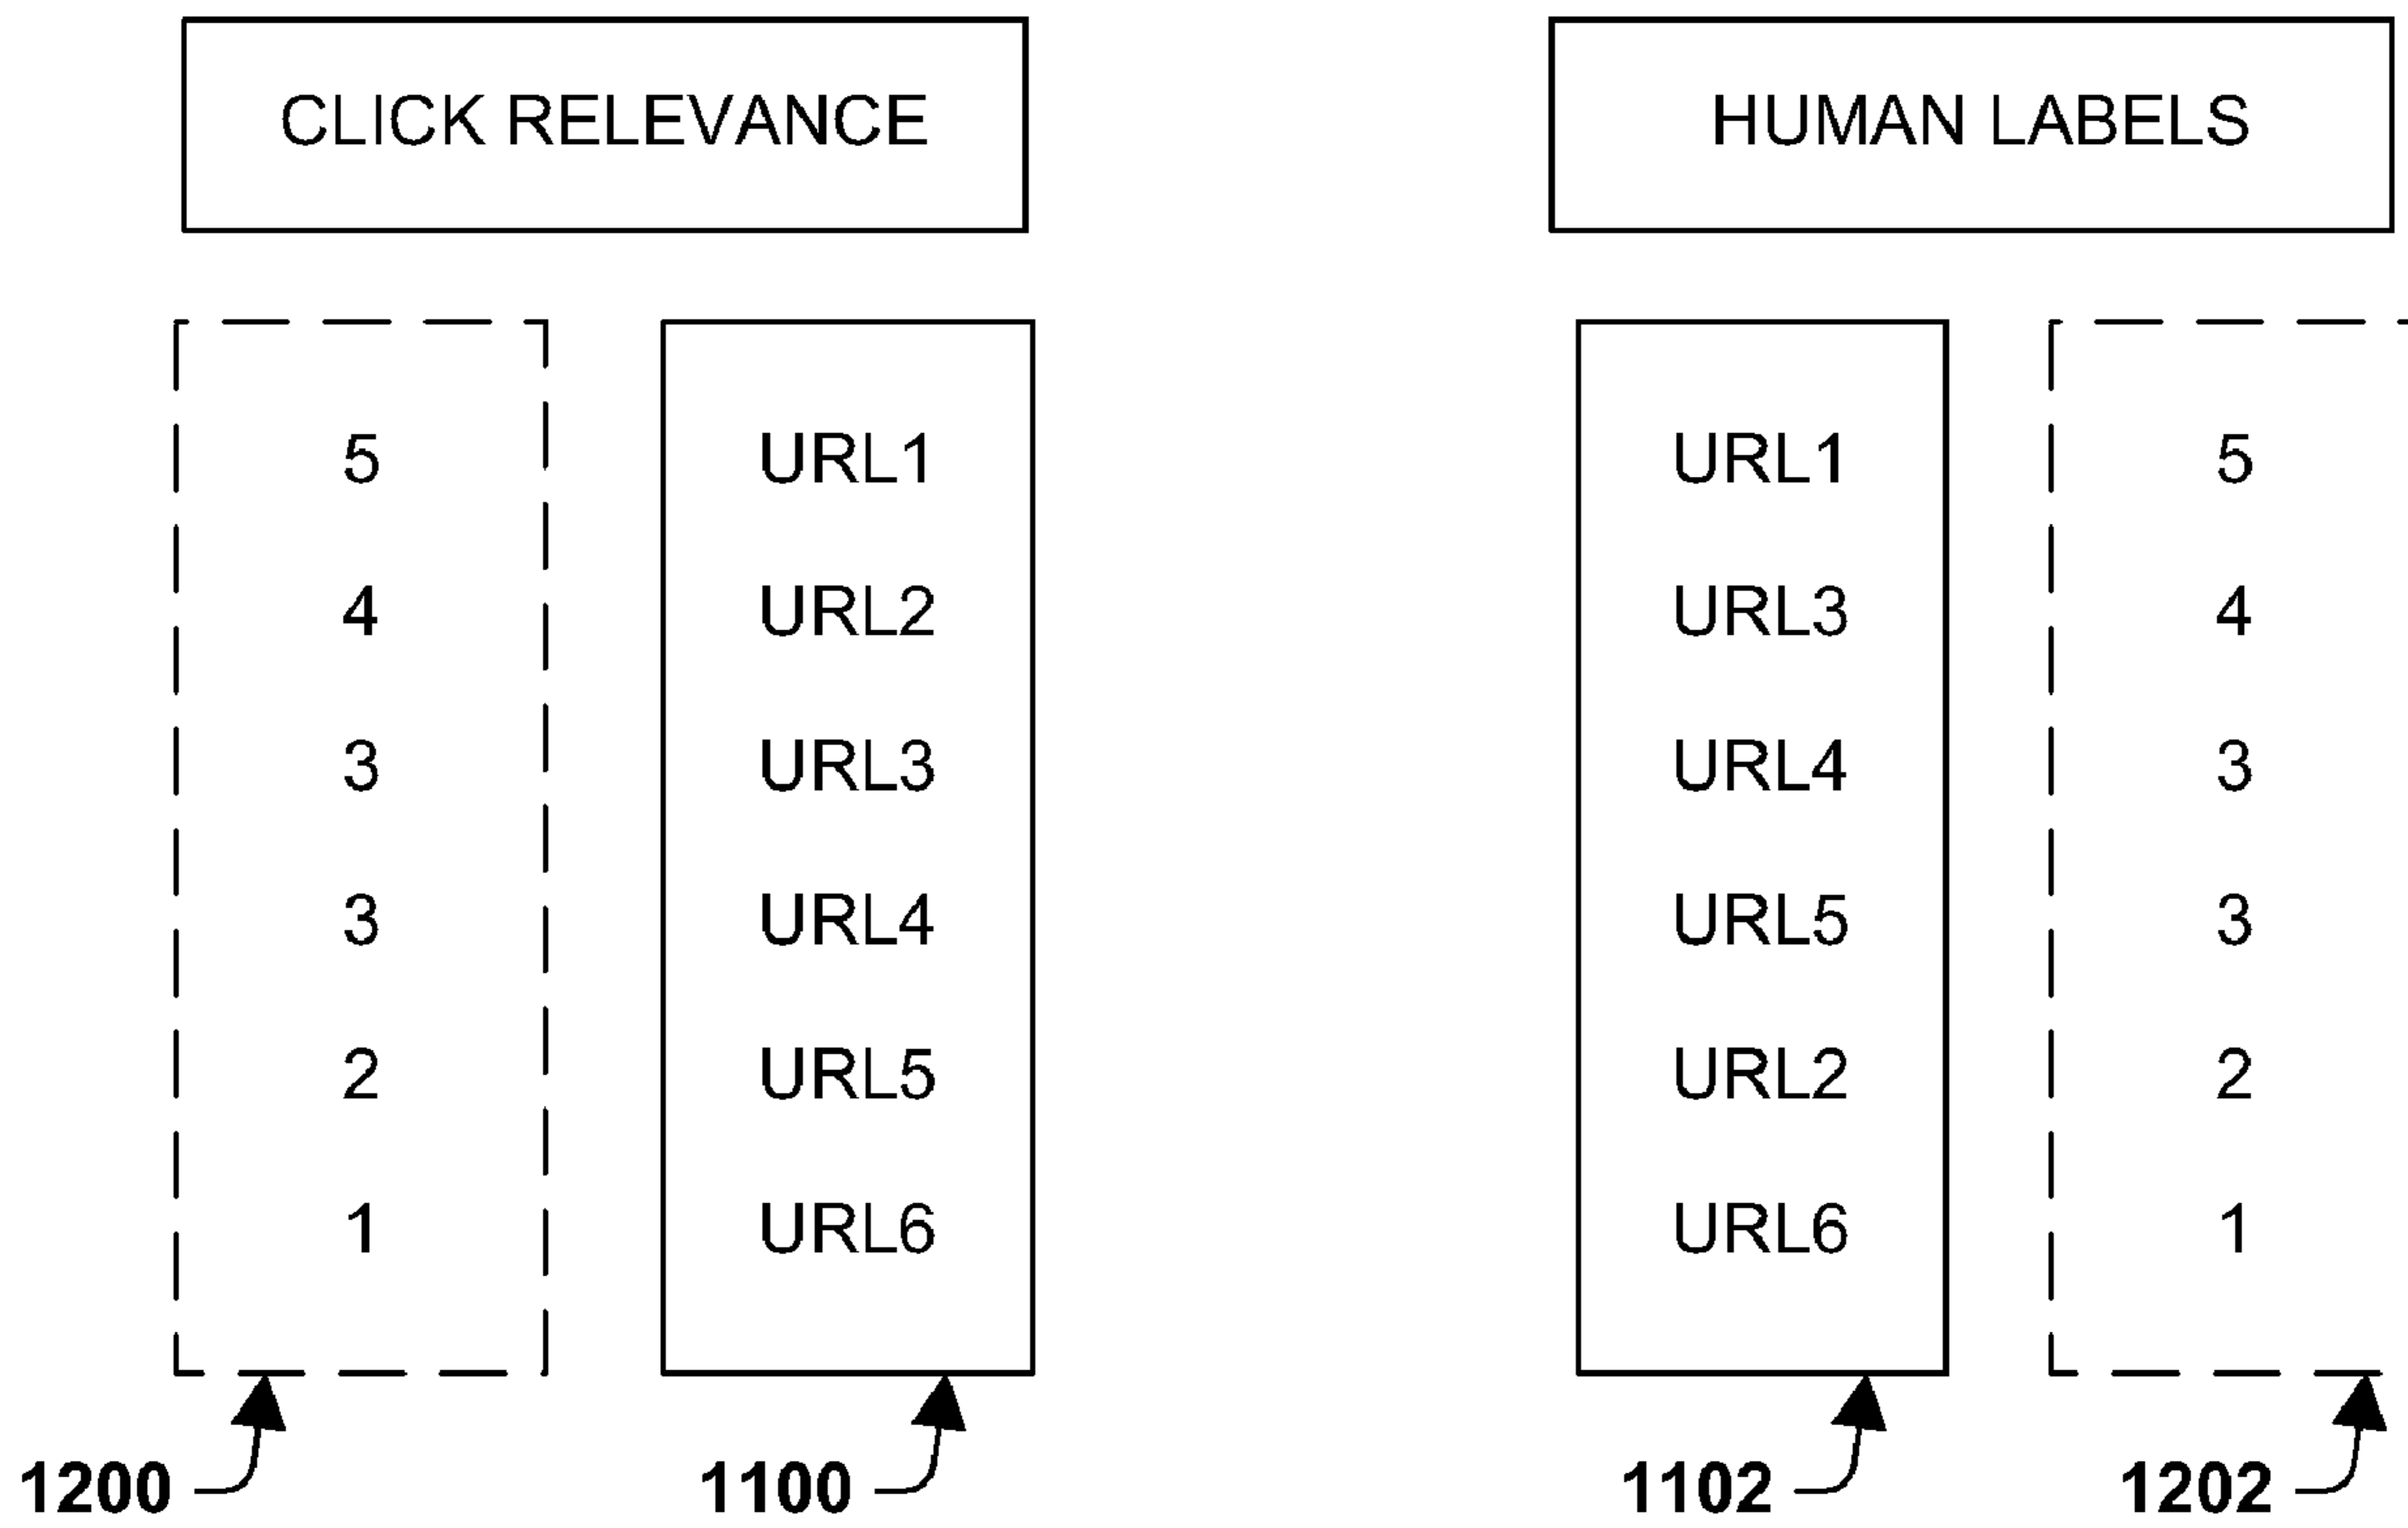 CLICK RELEVANCE HUMAN LABELS
5 URL1 URL1 5
4 URL2 URL3 4
3 URL3 URL4 3
3 URL4 URL5 3
2 URL5 URL2 2
1 URL6 URL6 1
1200 1100 1102 1202